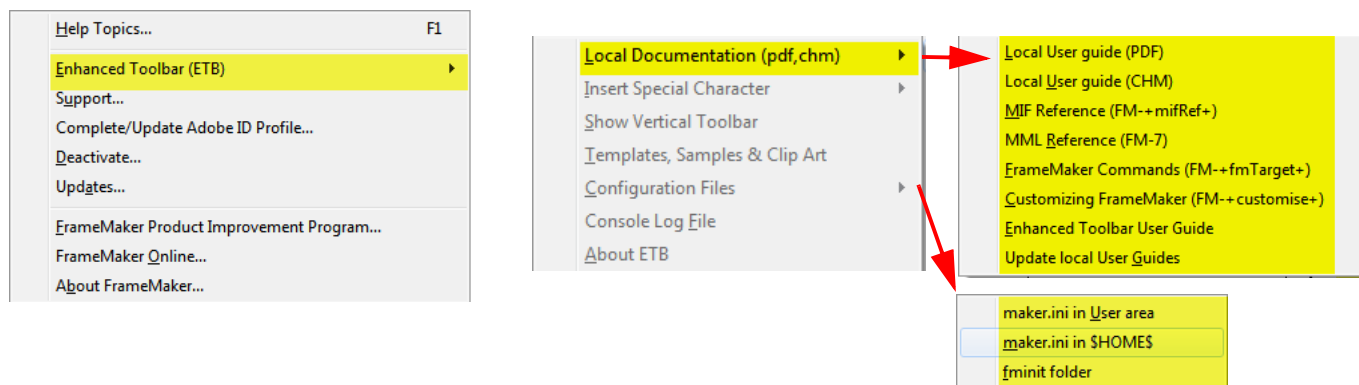 Help Topics... F1
Enhanced Toolbar (ETB)
Support...
Complete/Update Adobe ID Profile...
Deactivate...
Updates...
FrameMaker Product Improvement Program...
FrameMaker Online...
About FrameMaker...
Local Documentation (pdf,chm)
Insert Special Character
Show Vertical Toolbar
Templates, Samples & Clip Art
Configuration Files
Console Log File
About ETB
Local User guide (PDF)
Local User guide (CHM)
MIF Reference (FM-+mifRef+)
MML Reference (FM-7)
FrameMaker Commands (FM-+fmTarget+)
Customizing FrameMaker (FM-+customise+)
Enhanced Toolbar User Guide
Update local User Guides
maker.ini in User area
maker.ini in $HOME$
fminit folder